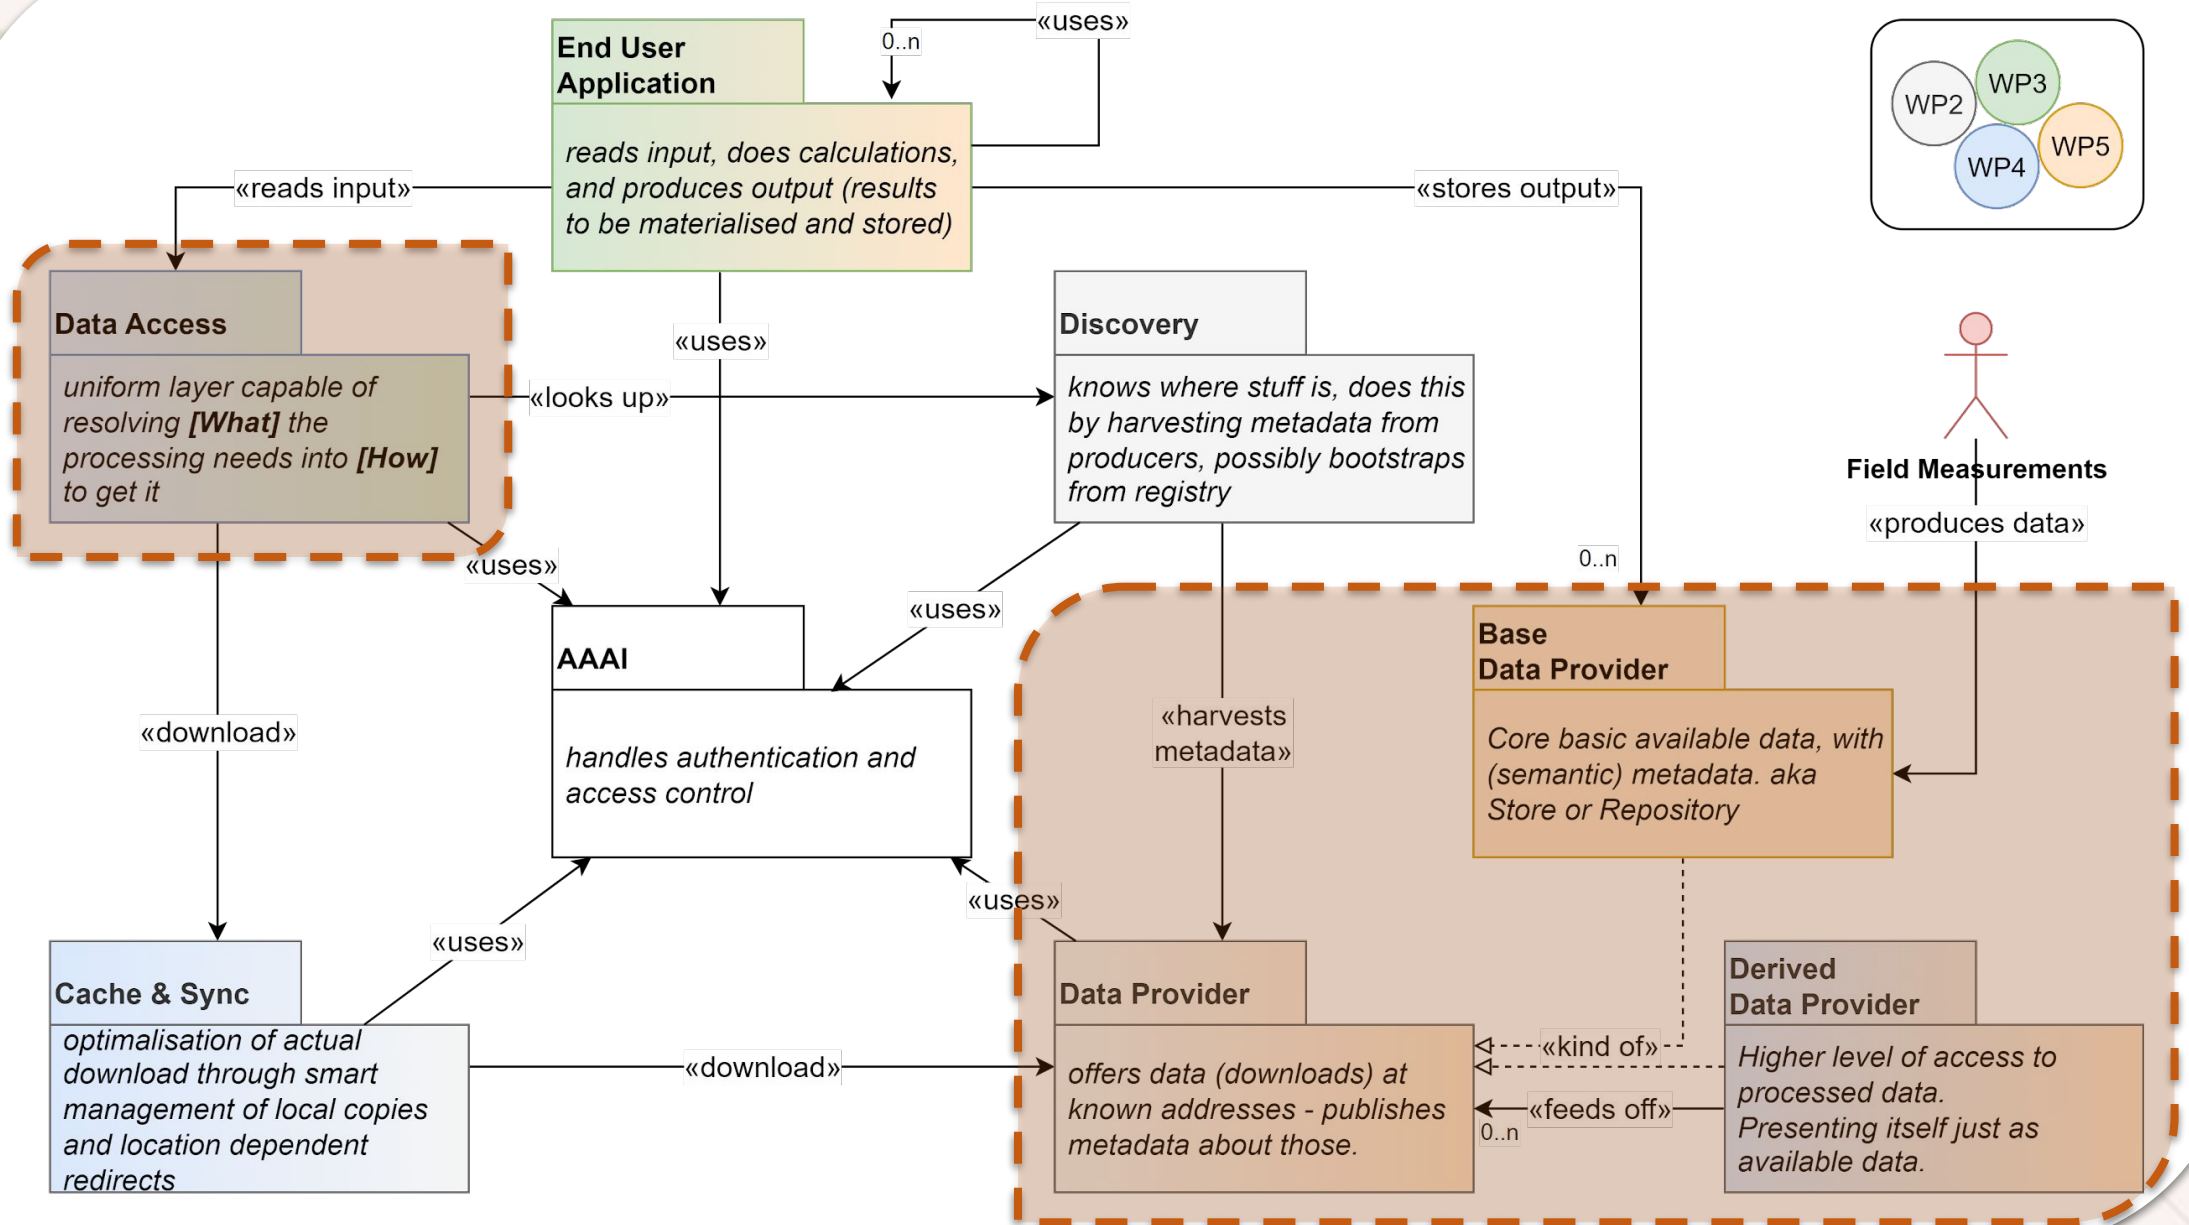 «uses»
0..n
End User
Application
reads input, does calculations,
and produces output (results
to be materialised and stored)
WP2
WP3
WP4
WP5
«reads input»
«stores output»
Data Access
uniform layer capable of
resolving [What] the
processing needs into [How]
to get it
«uses»
«looks up»
Discovery
knows where stuff is, does this
by harvesting metadata from
producers, possibly bootstraps
from registry
Field Measurements
«produces data»
0..n
«uses»
«uses»
AAAI
handles authentication and
access control
Base
Data Provider
Core basic available data, with
(semantic) metadata. aka
Store or Repository
«download»
«harvests
metadata»
«uses»
«uses»
Cache & Sync
optimalisation of actual
download through smart
management of local copies
and location dependent
redirects
«download»
Data Provider
offers data (downloads) at
known addresses - publishes
metadata about those.
«kind of»
«feeds off»
0..n
Derived
Data Provider
Higher level of access to
processed data.
Presenting itself just as
available data.